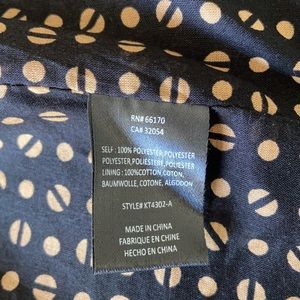 RN# 66170
CA# 32054
SELF : 100% POLYESTER,POLYESTER
POLYESTER,POLIESTERE,POLIESTER
LINING : 100%COTTON,COTON,
BAUMWOLLE, COTONE, ALGODON
STYLE# KT4302-A
MADE IN CHINA
FABRIQUE EN CHINE
HECHO EN CHINA